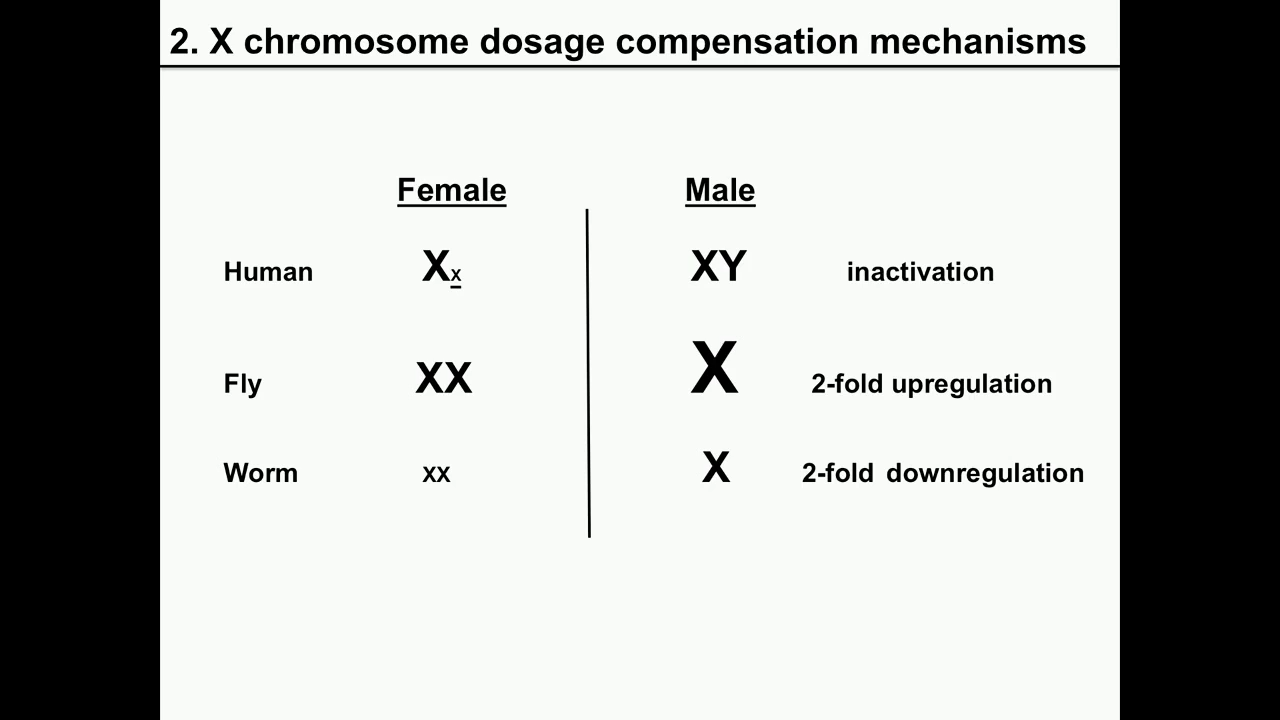 2. X chromosome dosage compensation mechanisms
Female Male
Human Xx XY inactivation
Fly XX X 2-fold upregulation
Worm xx X 2-fold downregulation